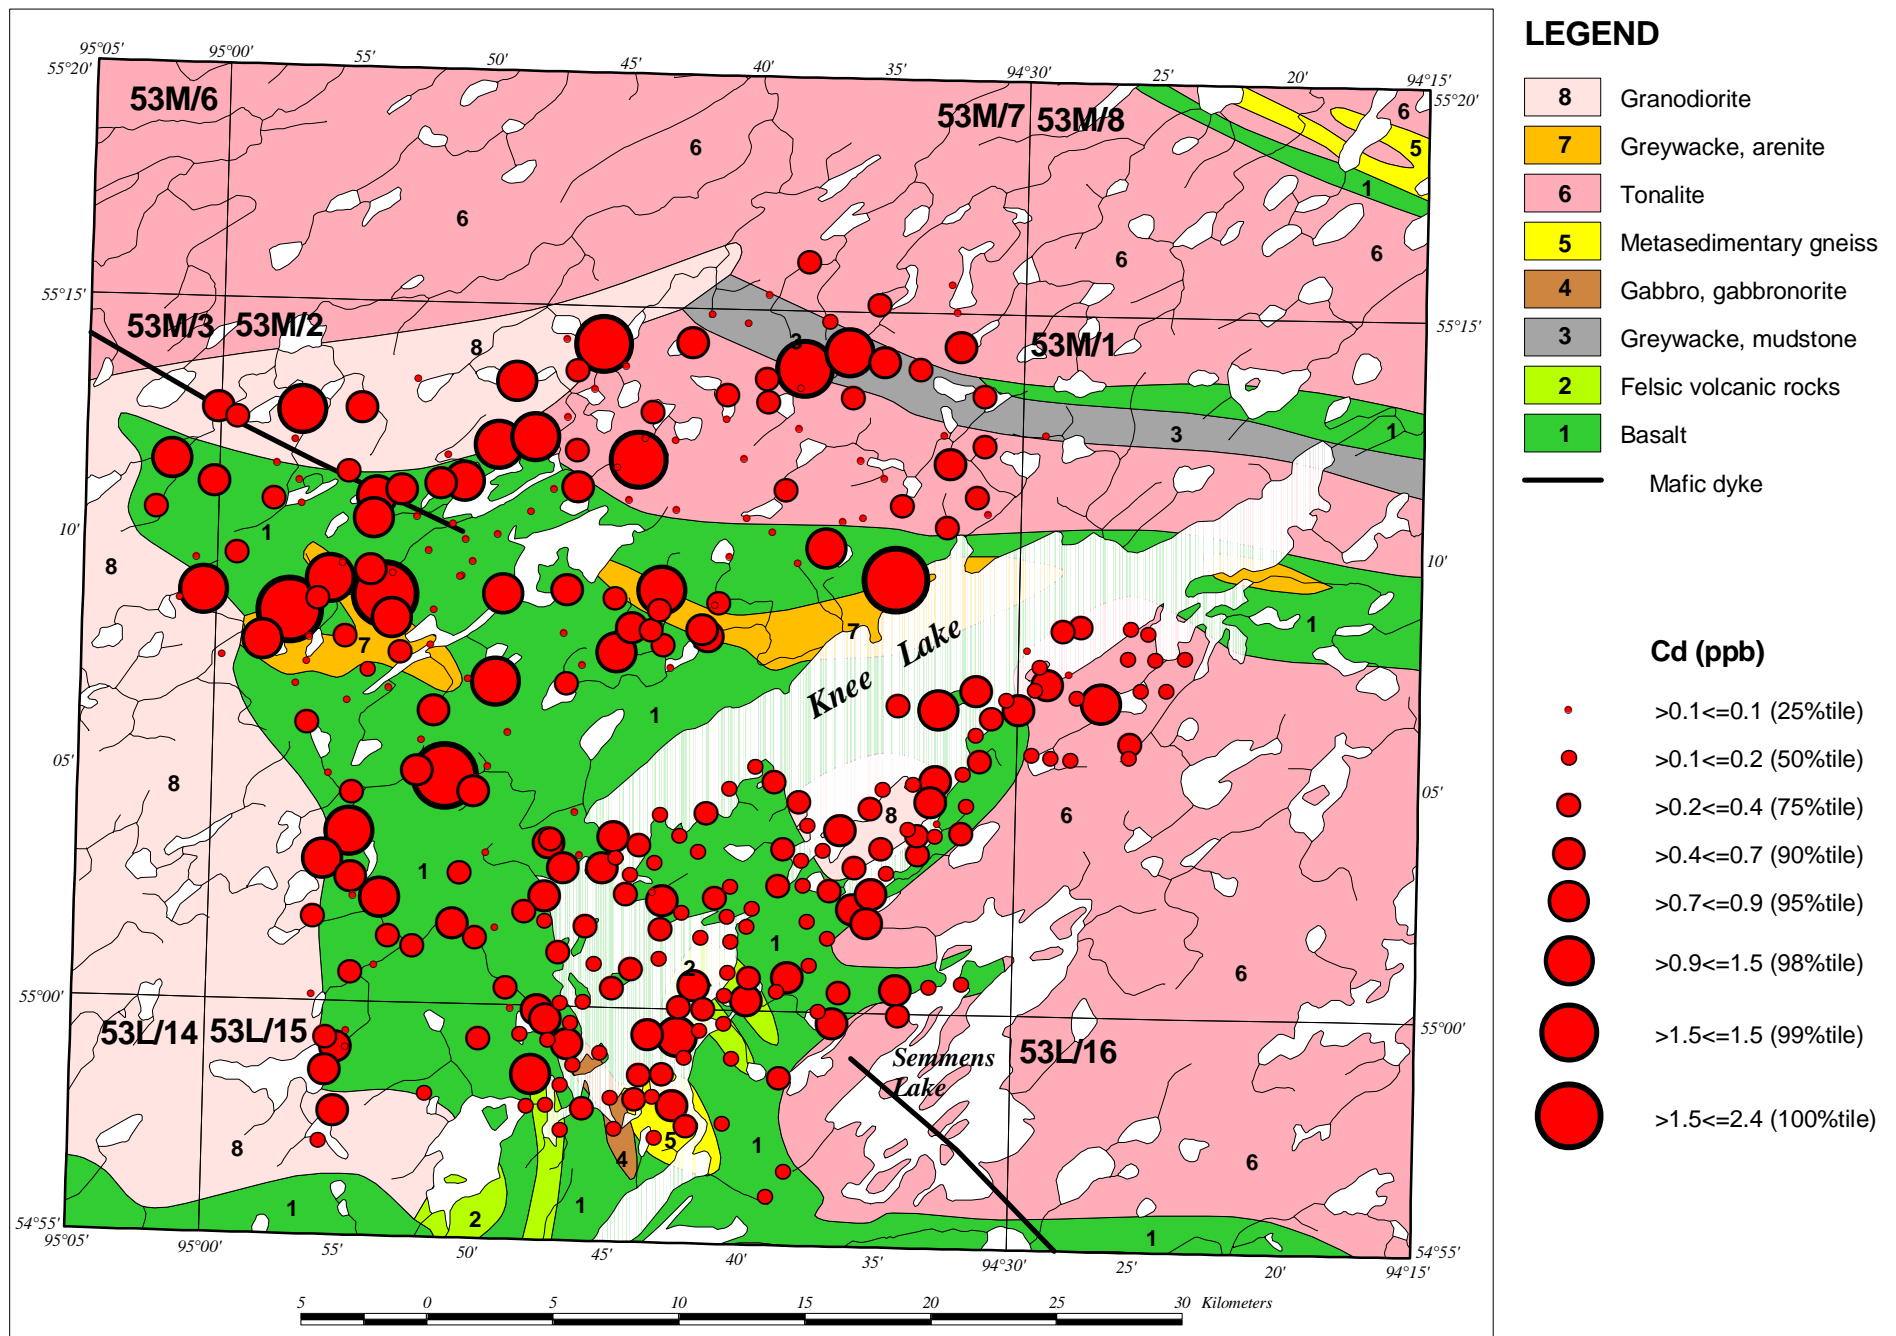 95°05'
95°00'
55'
50'
45'
40'
35'
94°30'
25'
20'
94°15'
55°20'
55°20'
53M/6
53M/7
53M/8
6
6
5
1
6
6
6
6
55°15'
55°15'
53M/3
53M/2
53M/1
8
3
3
1
10'
10'
1
8
7
7
1
Knee Lake
1
05'
05'
8
8
6
1
1
6
2
55°00'
55°00'
53L/14
53L/15
53L/16
Semmens
Lake
8
5
4
1
6
1
2
1
1
54°55'
54°55'
95°05'
95°00'
55'
50'
45'
40'
35'
94°30'
25'
20'
94°15'
5
0
5
10
15
20
25
30
Kilometers
LEGEND
8 Granodiorite
7 Greywacke, arenite
6 Tonalite
5 Metasedimentary gneiss
4 Gabbro, gabbronorite
3 Greywacke, mudstone
2 Felsic volcanic rocks
1 Basalt
Mafic dyke
Cd (ppb)
>0.1<=0.1 (25%tile)
>0.1<=0.2 (50%tile)
>0.2<=0.4 (75%tile)
>0.4<=0.7 (90%tile)
>0.7<=0.9 (95%tile)
>0.9<=1.5 (98%tile)
>1.5<=1.5 (99%tile)
>1.5<=2.4 (100%tile)